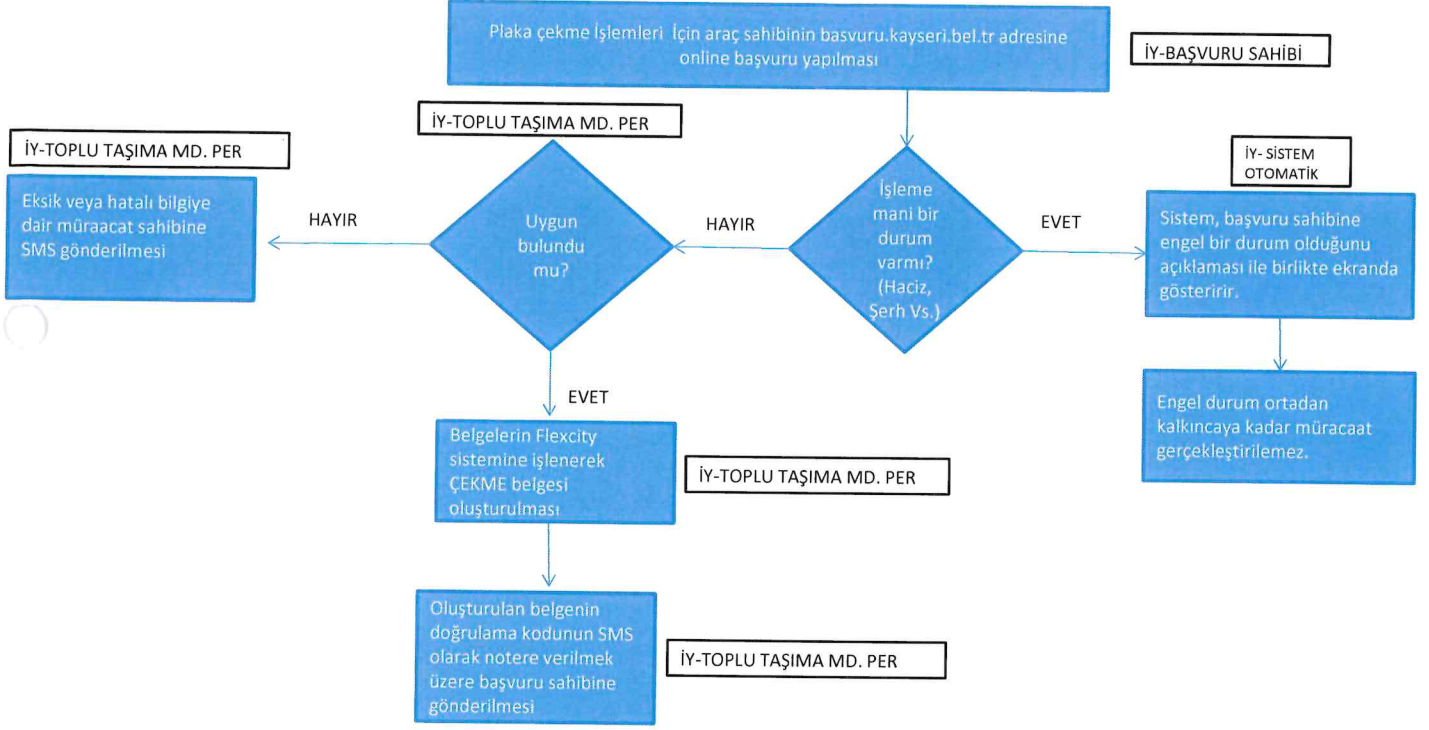 Plaka çekme İşlemleri İçin araç sahibinin basvuru.kayseri.bel.tr adresine
online başvuru yapılması
İY-BAŞVURU SAHİBİ
İY-TOPLU TAŞIMA MD. PER
İY-TOPLU TAŞIMA MD. PER
İY- SİSTEM
OTOMATİK
Eksik veya hatalı bilgiye
dair müraacat sahibine
SMS gönderilmesi
HAYIR
Uygun
bulundu
mu?
HAYIR
İşleme
mani bir
durum
varmı?
(Haciz,
Şerh Vs.)
EVET
Sistem, başvuru sahibine
engel bir durum olduğunu
açıklaması ile birlikte ekranda
gösteririr.
Engel durum ortadan
kalkıncaya kadar müracaat
gerçekleştirilemez.
EVET
Belgelerin Flexcity
sistemine işlenerek
ÇEKME belgesi
oluşturulması
İY-TOPLU TAŞIMA MD. PER
Oluşturulan belgenin
doğrulama kodunun SMS
olarak notere verilmek
üzere başvuru sahibine
gönderilmesi
İY-TOPLU TAŞIMA MD. PER